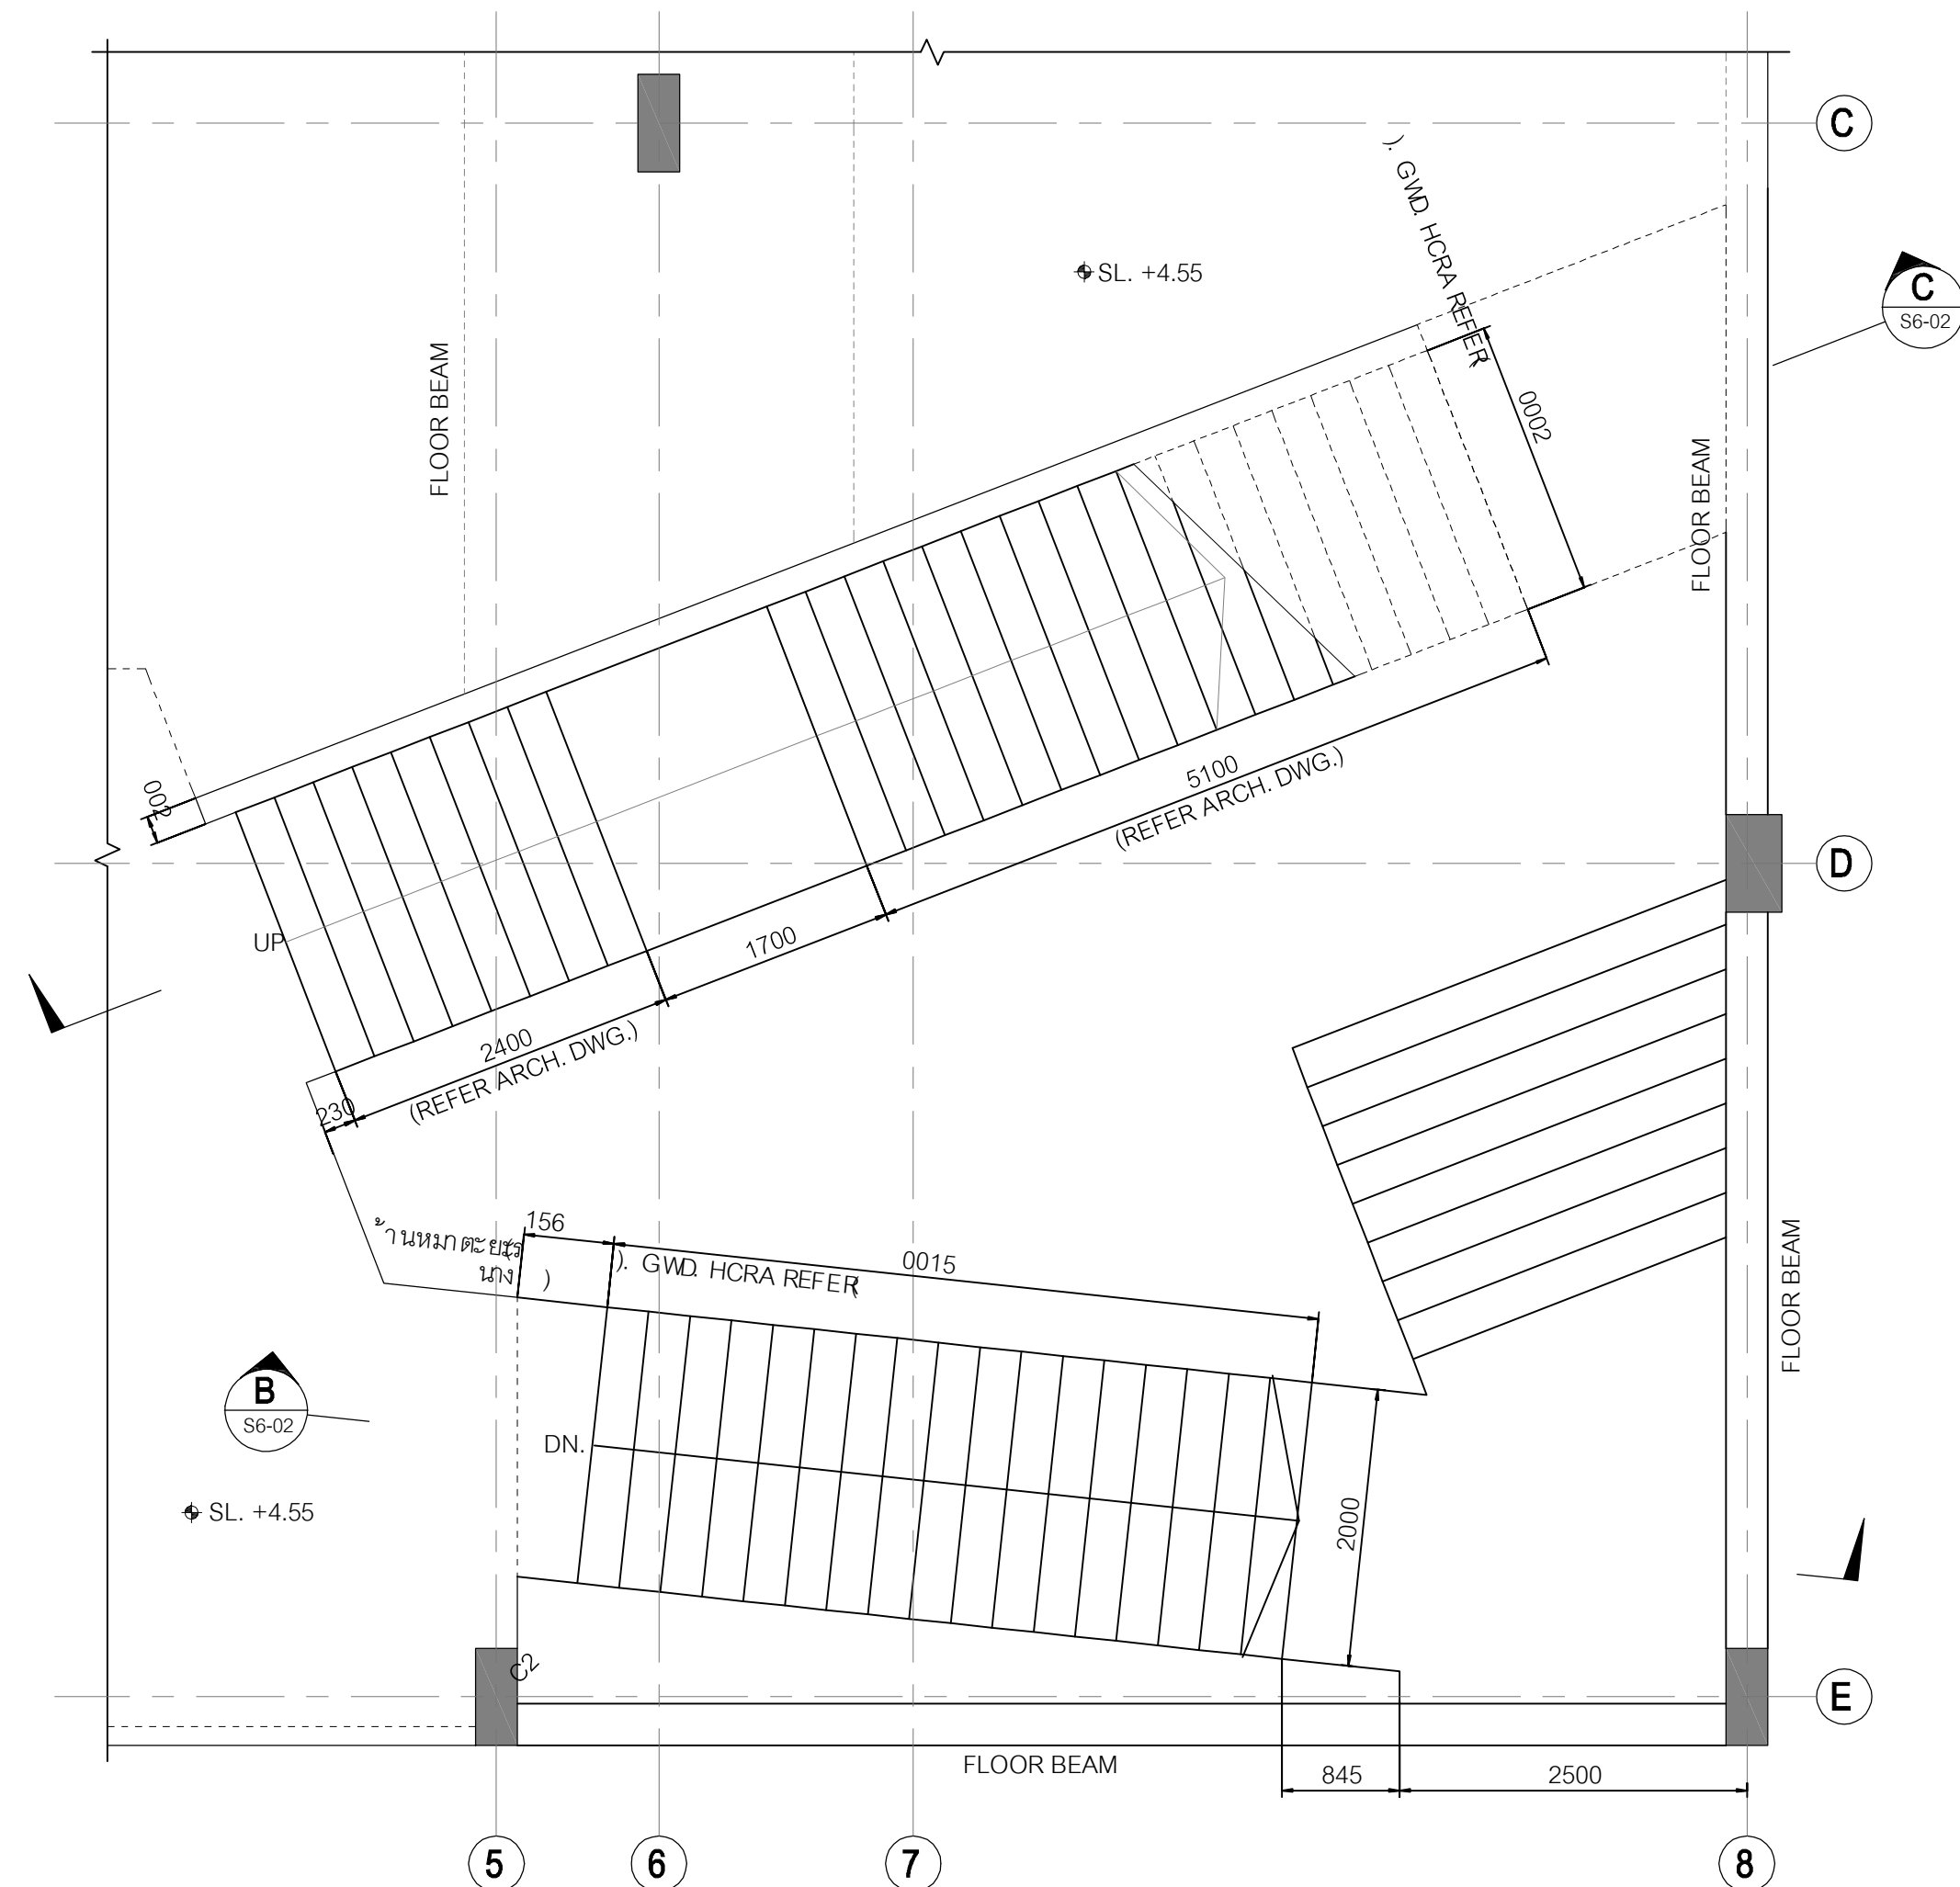 C
). GWD. HCRA REFER(
SL. +4.55
C
S6-02
FLOOR BEAM
0002
FLOOR BEAM
002
5100
(REFER ARCH. DWG.)
D
UP
1700
2400
(REFER ARCH. DWG.)
230
156
0015
). GWD. HCRA REFER(
)
FLOOR BEAM
B
S6-02
DN.
SL. +4.55
2000
C2
E
FLOOR BEAM
845
2500
5
6
7
8